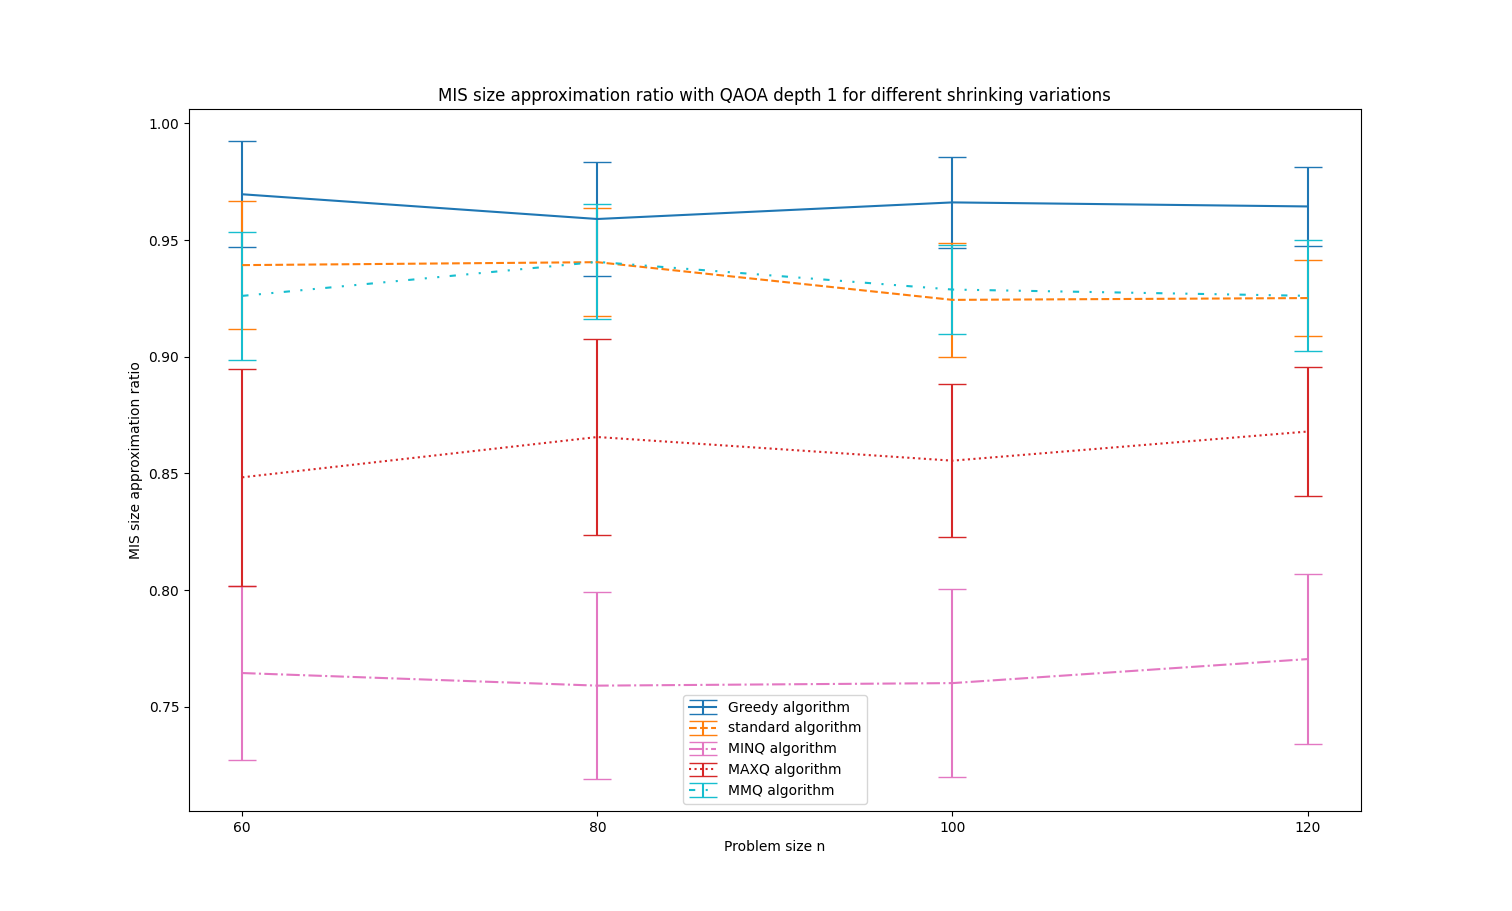 MIS size approximation ratio with QAOA depth 1 for different shrinking variations
MIS size approximation ratio
1.00
0.95
0.90
0.85
0.80
0.75
60
80
100
120
Problem size n
Greedy algorithm
standard algorithm
MINQ algorithm
MAXQ algorithm
MMQ algorithm